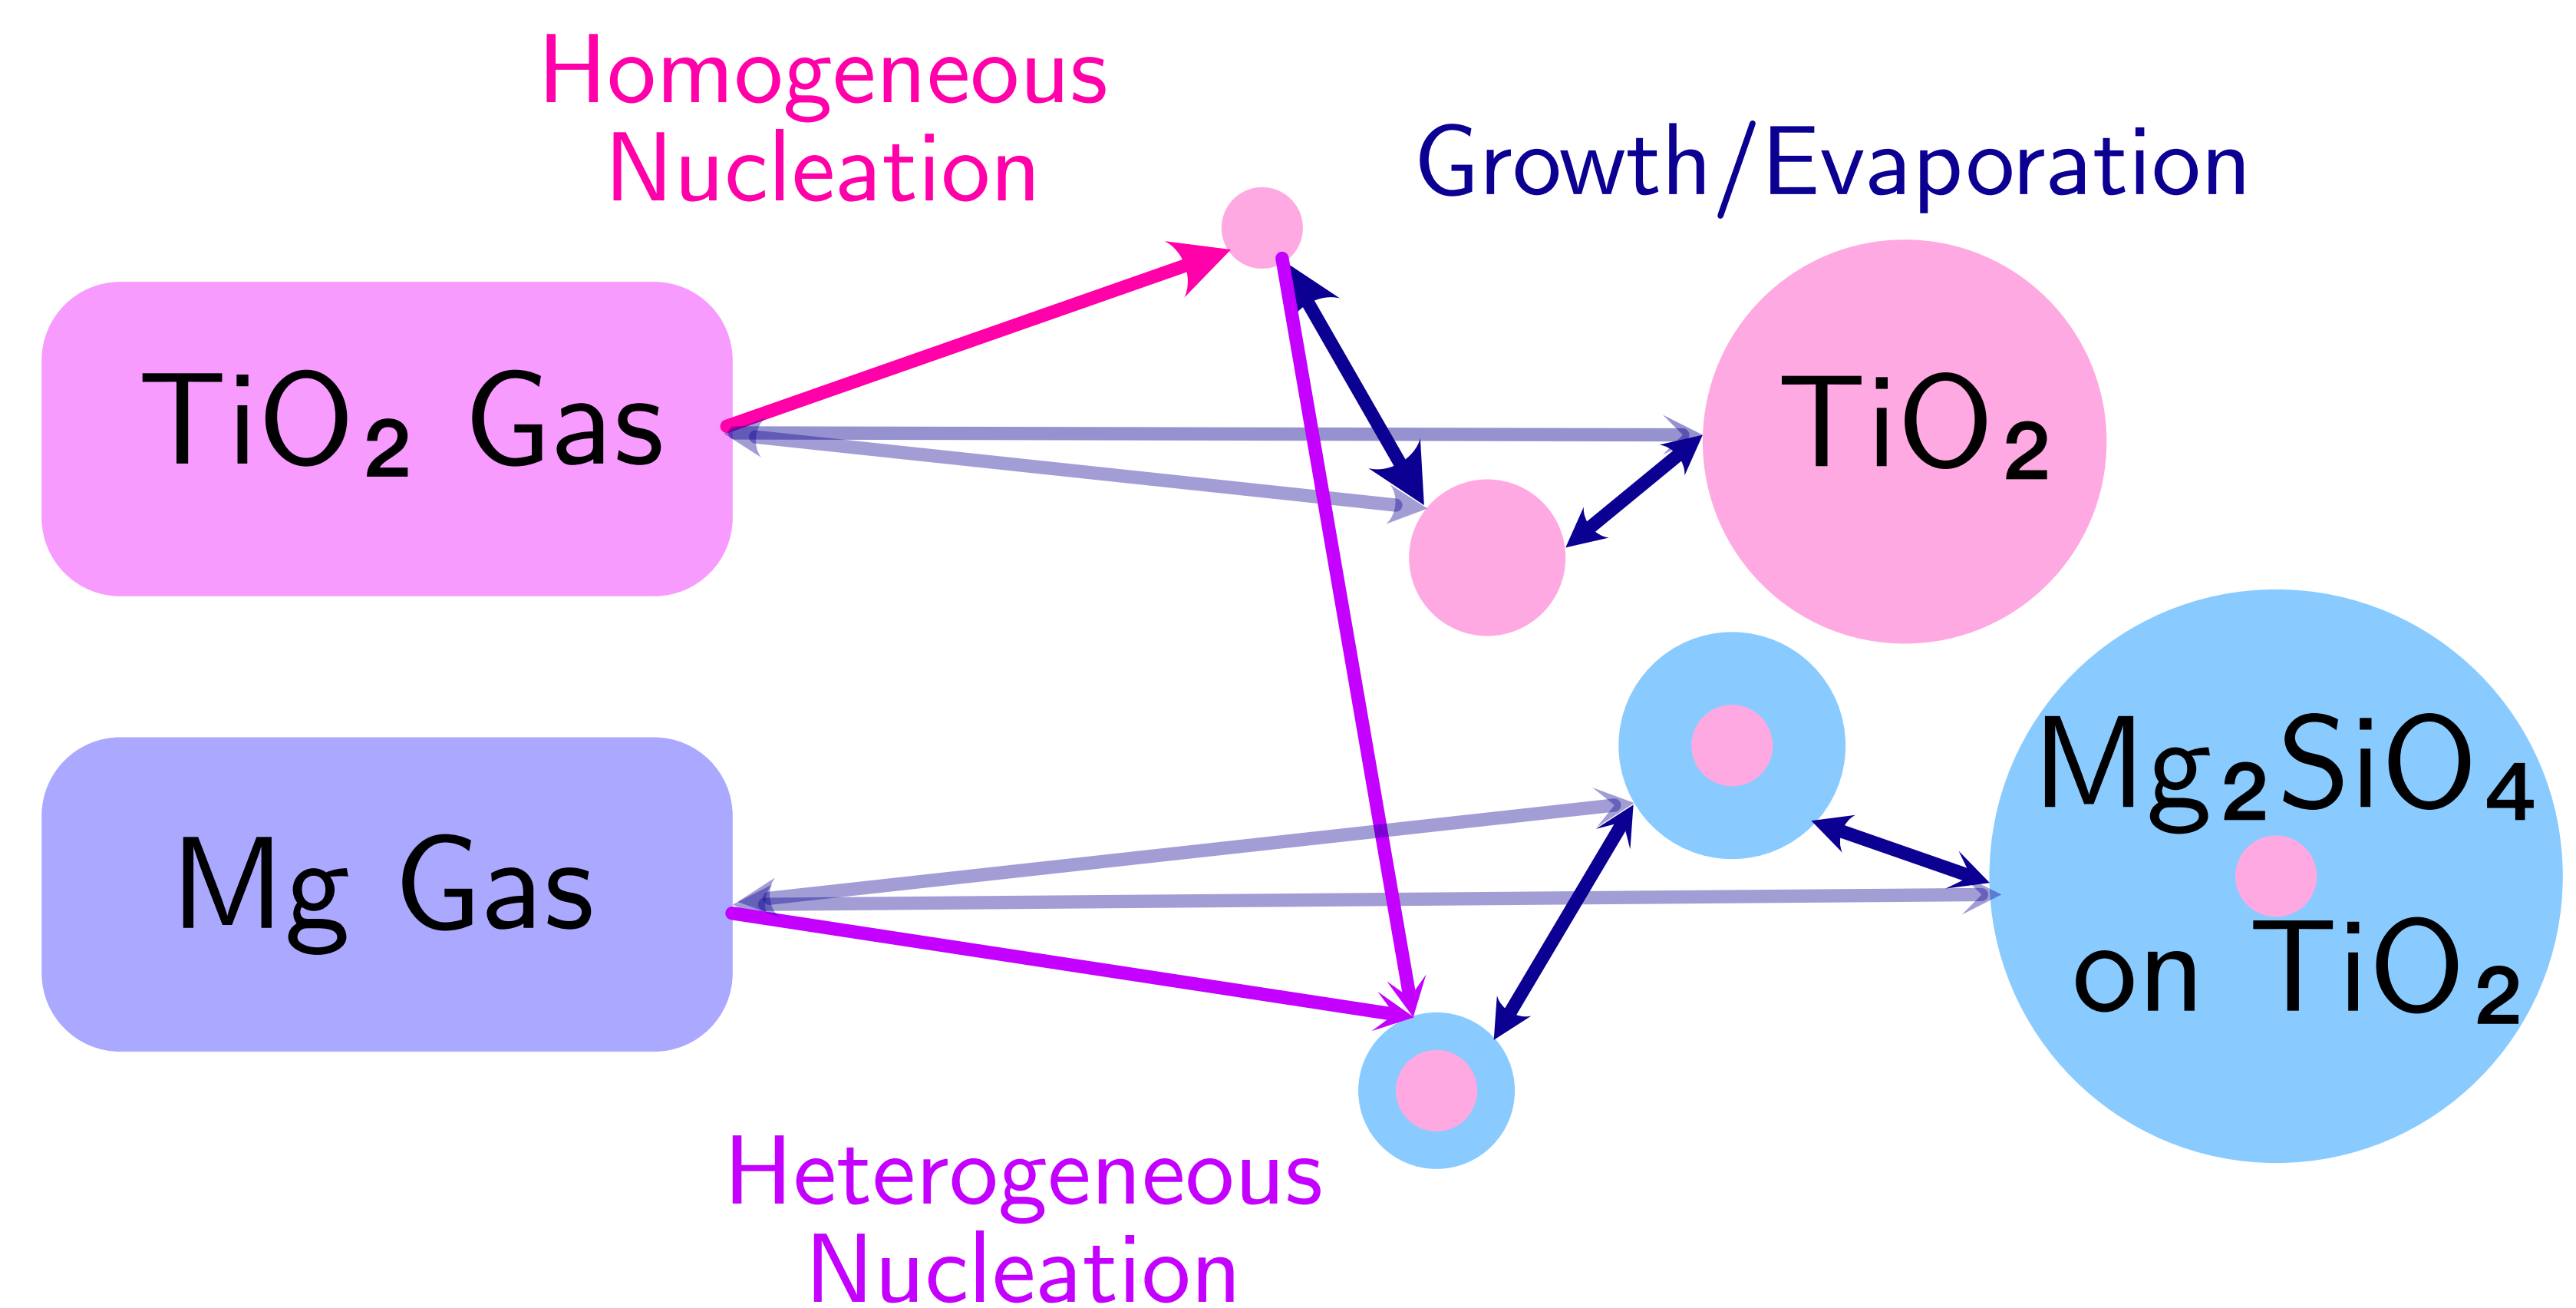 Homogeneous
Nucleation
Growth/Evaporation
TiO₂ Gas
TiO₂
Mg Gas
Mg₂SiO₄
on TiO₂
Heterogeneous
Nucleation